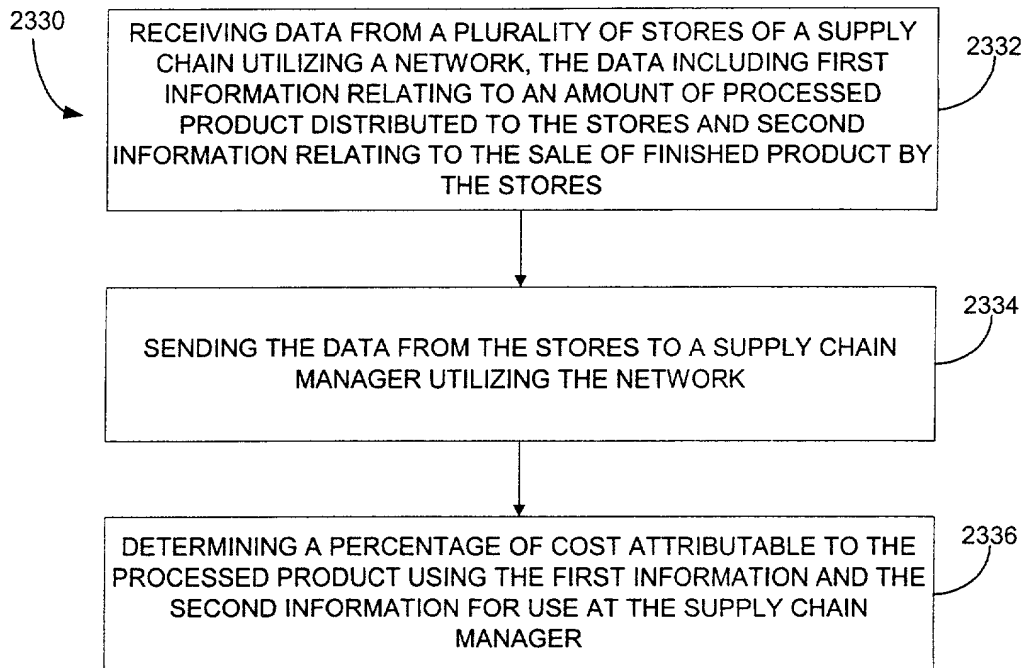 2330
RECEIVING DATA FROM A PLURALITY OF STORES OF A SUPPLY
CHAIN UTILIZING A NETWORK, THE DATA INCLUDING FIRST
INFORMATION RELATING TO AN AMOUNT OF PROCESSED
PRODUCT DISTRIBUTED TO THE STORES AND SECOND
INFORMATION RELATING TO THE SALE OF FINISHED PRODUCT BY
THE STORES
2332
SENDING THE DATA FROM THE STORES TO A SUPPLY CHAIN
MANAGER UTILIZING THE NETWORK
2334
DETERMINING A PERCENTAGE OF COST ATTRIBUTABLE TO THE
PROCESSED PRODUCT USING THE FIRST INFORMATION AND THE
SECOND INFORMATION FOR USE AT THE SUPPLY CHAIN
MANAGER
2336